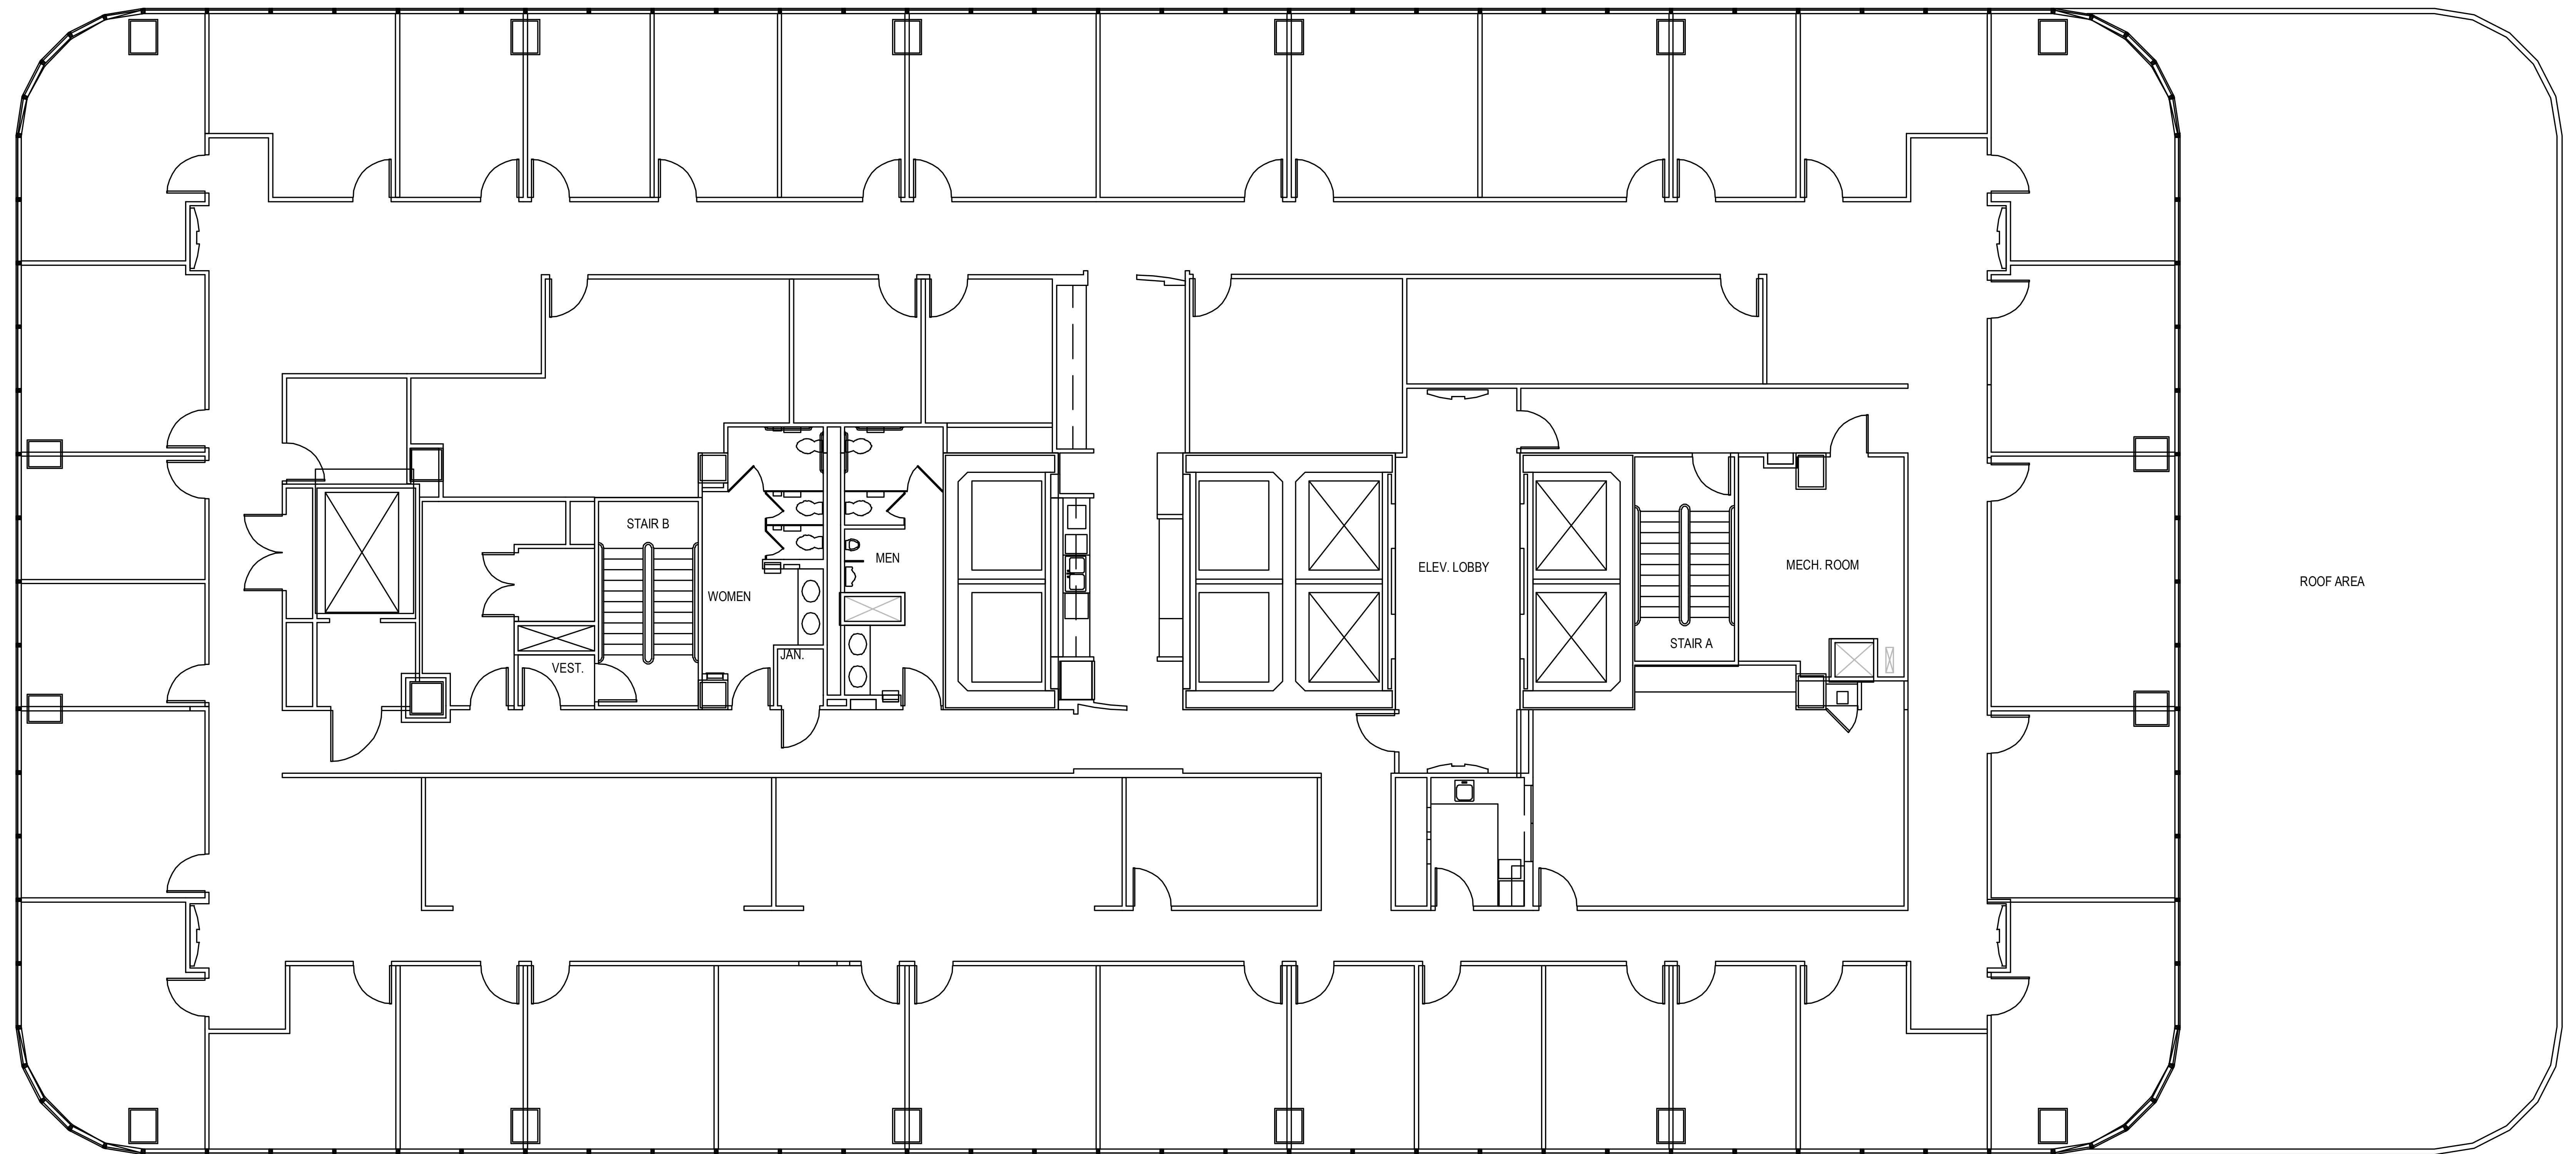 STAIR B
MEN
WOMEN
JAN.
VEST.
ELEV. LOBBY
MECH. ROOM
STAIR A
ROOF AREA